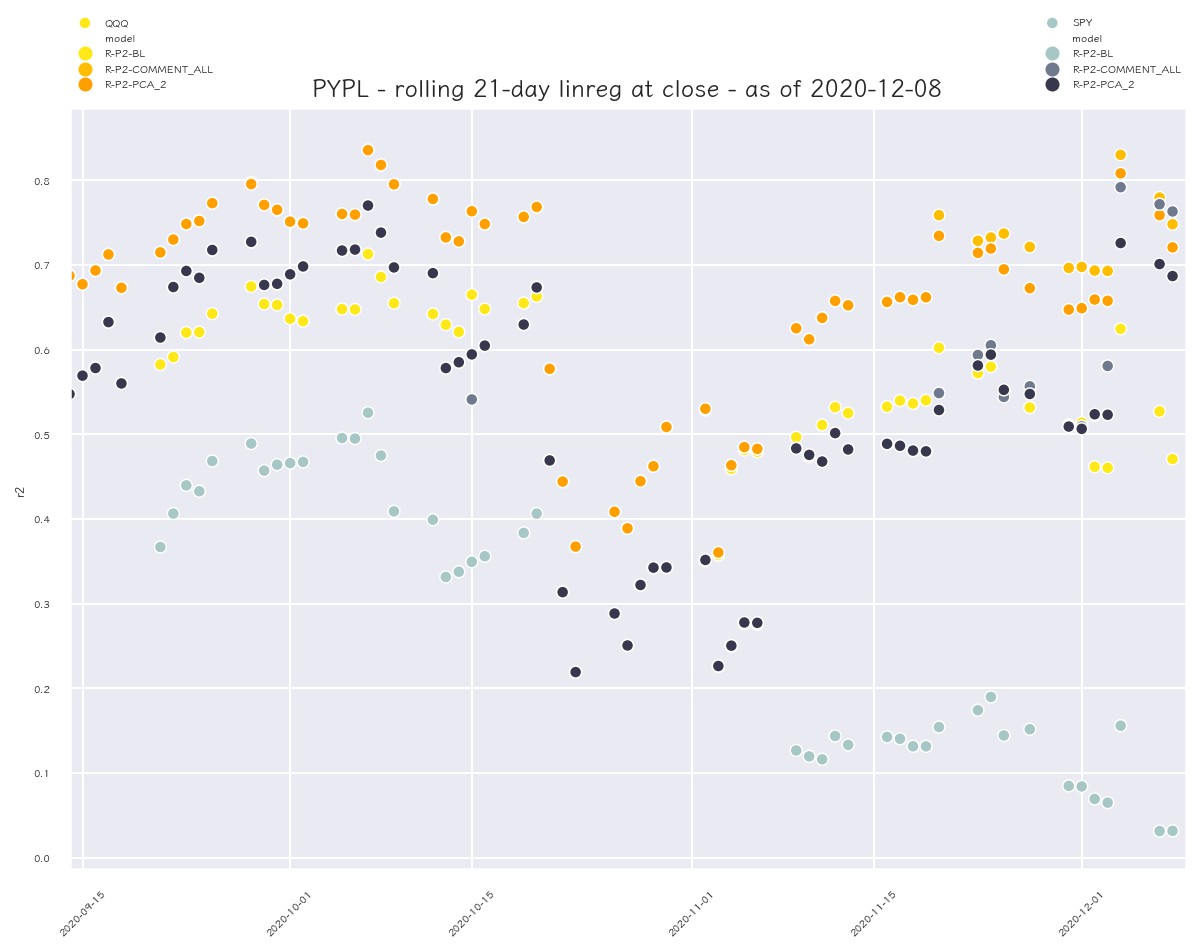 QQQ
model
R-P2-BL
R-P2-COMMENT_ALL
R-P2-PCA_2
SPY
model
R-P2-BL
R-P2-COMMENT_ALL
R-P2-PCA_2
PYPL - rolling 21-day linreg at close - as of 2020-12-08
r2
0.8
0.7
0.6
0.5
0.4
0.3
0.2
0.1
0.0
2020-09-15
2020-10-01
2020-10-15
2020-11-01
2020-11-15
2020-12-01